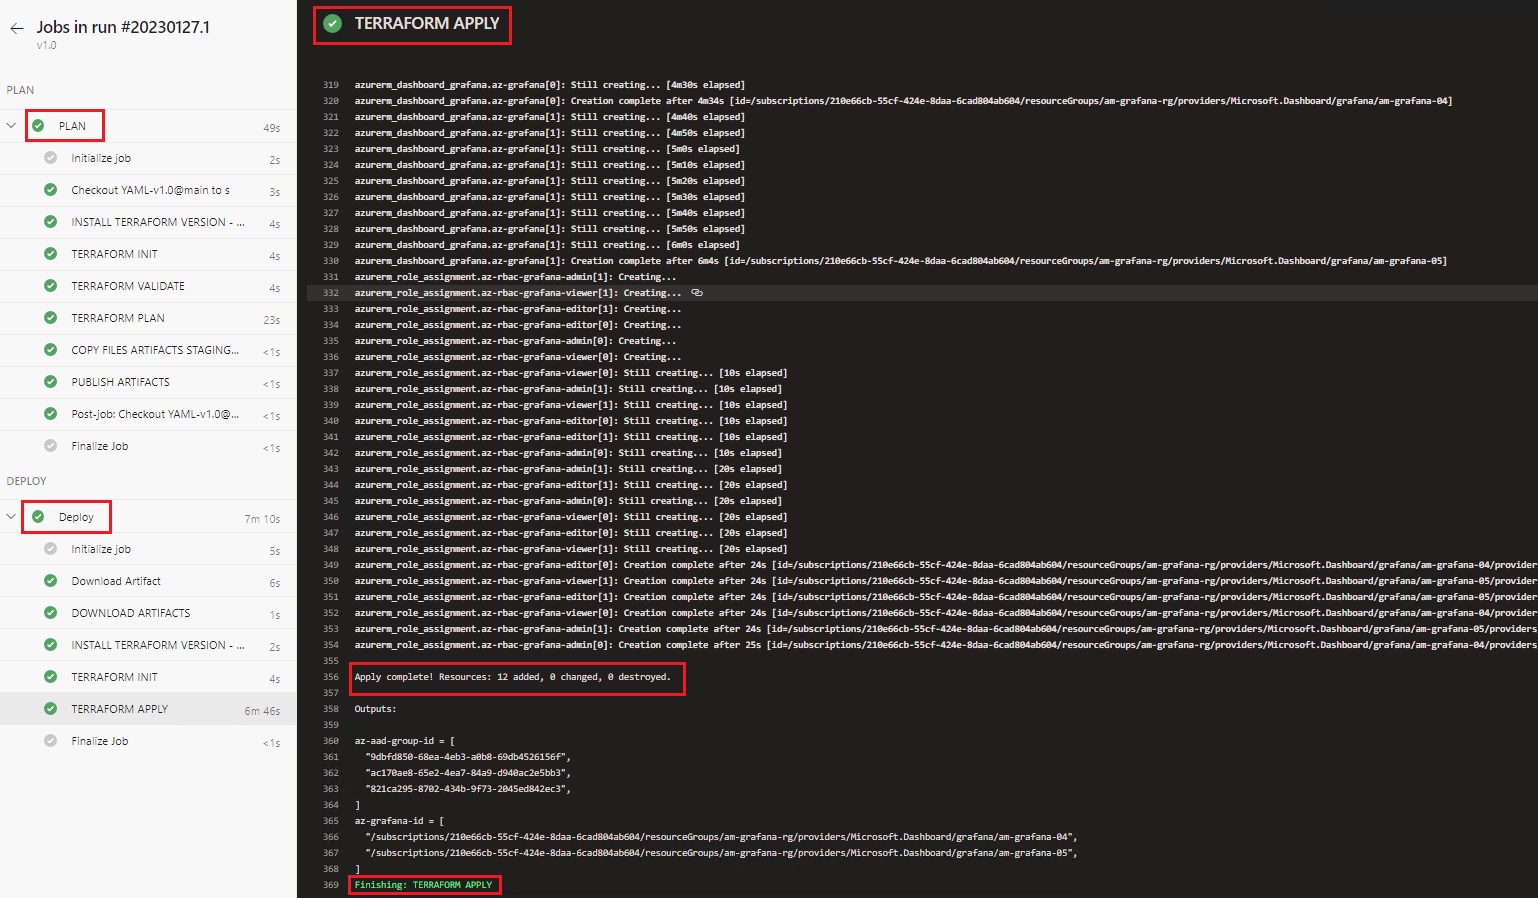 Jobs in run #20230127.1
v1.0
PLAN
PLAN 49s
Initialize job 2s
Checkout YAML-v1.0@main to s 3s
INSTALL TERRAFORM VERSION - ... 4s
TERRAFORM INIT 4s
TERRAFORM VALIDATE 4s
TERRAFORM PLAN 23s
COPY FILES ARTIFACTS STAGING... <1s
PUBLISH ARTIFACTS <1s
Post-job: Checkout YAML-v1.0@... <1s
Finalize Job <1s
DEPLOY
Deploy 7m 10s
Initialize job 5s
Download Artifact 6s
DOWNLOAD ARTIFACTS 1s
INSTALL TERRAFORM VERSION - ... 2s
TERRAFORM INIT 4s
TERRAFORM APPLY 6m 46s
Finalize Job <1s
TERRAFORM APPLY
319 azurerm_dashboard_grafana.az-grafana[0]: Still creating... [4m30s elapsed]
320 azurerm_dashboard_grafana.az-grafana[0]: Creation complete after 4m34s [id=/subscriptions/210e66cb-55cf-424e-8daa-6cad804ab604/resourceGroups/am-grafana-rg/providers/Microsoft.Dashboard/grafana/am-grafana-04]
321 azurerm_dashboard_grafana.az-grafana[1]: Still creating... [4m40s elapsed]
322 azurerm_dashboard_grafana.az-grafana[1]: Still creating... [4m50s elapsed]
323 azurerm_dashboard_grafana.az-grafana[1]: Still creating... [5m0s elapsed]
324 azurerm_dashboard_grafana.az-grafana[1]: Still creating... [5m10s elapsed]
325 azurerm_dashboard_grafana.az-grafana[1]: Still creating... [5m20s elapsed]
326 azurerm_dashboard_grafana.az-grafana[1]: Still creating... [5m30s elapsed]
327 azurerm_dashboard_grafana.az-grafana[1]: Still creating... [5m40s elapsed]
328 azurerm_dashboard_grafana.az-grafana[1]: Still creating... [5m50s elapsed]
329 azurerm_dashboard_grafana.az-grafana[1]: Still creating... [6m0s elapsed]
330 azurerm_dashboard_grafana.az-grafana[1]: Creation complete after 6m4s [id=/subscriptions/210e66cb-55cf-424e-8daa-6cad804ab604/resourceGroups/am-grafana-rg/providers/Microsoft.Dashboard/grafana/am-grafana-05]
331 azurerm_role_assignment.az-rbac-grafana-admin[1]: Creating...
332 azurerm_role_assignment.az-rbac-grafana-viewer[1]: Creating...
333 azurerm_role_assignment.az-rbac-grafana-editor[1]: Creating...
334 azurerm_role_assignment.az-rbac-grafana-editor[0]: Creating...
335 azurerm_role_assignment.az-rbac-grafana-admin[0]: Creating...
336 azurerm_role_assignment.az-rbac-grafana-viewer[0]: Creating...
337 azurerm_role_assignment.az-rbac-grafana-viewer[0]: Still creating... [10s elapsed]
338 azurerm_role_assignment.az-rbac-grafana-admin[1]: Still creating... [10s elapsed]
339 azurerm_role_assignment.az-rbac-grafana-viewer[1]: Still creating... [10s elapsed]
340 azurerm_role_assignment.az-rbac-grafana-editor[0]: Still creating... [10s elapsed]
341 azurerm_role_assignment.az-rbac-grafana-editor[1]: Still creating... [10s elapsed]
342 azurerm_role_assignment.az-rbac-grafana-admin[0]: Still creating... [10s elapsed]
343 azurerm_role_assignment.az-rbac-grafana-admin[1]: Still creating... [20s elapsed]
344 azurerm_role_assignment.az-rbac-grafana-editor[1]: Still creating... [20s elapsed]
345 azurerm_role_assignment.az-rbac-grafana-admin[0]: Still creating... [20s elapsed]
346 azurerm_role_assignment.az-rbac-grafana-viewer[0]: Still creating... [20s elapsed]
347 azurerm_role_assignment.az-rbac-grafana-editor[0]: Still creating... [20s elapsed]
348 azurerm_role_assignment.az-rbac-grafana-viewer[1]: Still creating... [20s elapsed]
349 azurerm_role_assignment.az-rbac-grafana-editor[0]: Creation complete after 24s [id=/subscriptions/210e66cb-55cf-424e-8daa-6cad804ab604/resourceGroups/am-grafana-rg/providers/Microsoft.Dashboard/grafana/am-grafana-04/providers
350 azurerm_role_assignment.az-rbac-grafana-viewer[1]: Creation complete after 24s [id=/subscriptions/210e66cb-55cf-424e-8daa-6cad804ab604/resourceGroups/am-grafana-rg/providers/Microsoft.Dashboard/grafana/am-grafana-05/providers
351 azurerm_role_assignment.az-rbac-grafana-editor[1]: Creation complete after 24s [id=/subscriptions/210e66cb-55cf-424e-8daa-6cad804ab604/resourceGroups/am-grafana-rg/providers/Microsoft.Dashboard/grafana/am-grafana-05/providers
352 azurerm_role_assignment.az-rbac-grafana-viewer[0]: Creation complete after 24s [id=/subscriptions/210e66cb-55cf-424e-8daa-6cad804ab604/resourceGroups/am-grafana-rg/providers/Microsoft.Dashboard/grafana/am-grafana-04/providers
353 azurerm_role_assignment.az-rbac-grafana-admin[1]: Creation complete after 24s [id=/subscriptions/210e66cb-55cf-424e-8daa-6cad804ab604/resourceGroups/am-grafana-rg/providers/Microsoft.Dashboard/grafana/am-grafana-05/providers/
354 azurerm_role_assignment.az-rbac-grafana-admin[0]: Creation complete after 25s [id=/subscriptions/210e66cb-55cf-424e-8daa-6cad804ab604/resourceGroups/am-grafana-rg/providers/Microsoft.Dashboard/grafana/am-grafana-04/providers/
355
356 Apply complete! Resources: 12 added, 0 changed, 0 destroyed.
357
358 Outputs:
359
360 az-aad-group-id = [
361 "9dbfd850-68ea-4eb3-a0b8-69db4526156f",
362 "ac170ae8-65e2-4ea7-84a9-d940ac2e5bb3",
363 "821ca295-8702-434b-9f73-2045ed842ec3",
364 ]
365 az-grafana-id = [
366 "/subscriptions/210e66cb-55cf-424e-8daa-6cad804ab604/resourceGroups/am-grafana-rg/providers/Microsoft.Dashboard/grafana/am-grafana-04",
367 "/subscriptions/210e66cb-55cf-424e-8daa-6cad804ab604/resourceGroups/am-grafana-rg/providers/Microsoft.Dashboard/grafana/am-grafana-05",
368 ]
369 Finishing: TERRAFORM APPLY